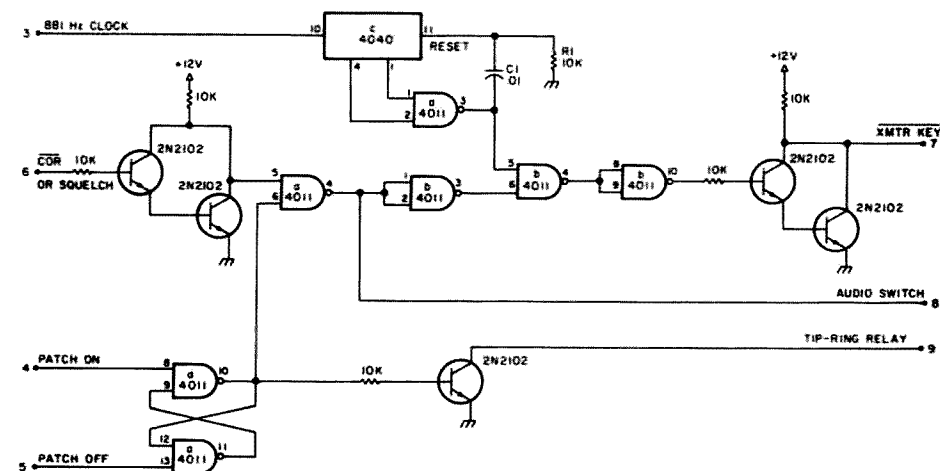 3 881 Hz CLOCK 10
c
4040
11
RESET
4 1
R1
10K
C1
.01
1
2
a
4011
3
+12V
10K
+12V
10K
6 COR 10K
OR SQUELCH
2N2102
2N2102
5
6
a
4011
4
1
2
b
4011
3
5
6
b
4011
4
8
9
b
4011
10
10K
2N2102
2N2102
XMTR KEY
7
AUDIO SWITCH
8
TIP-RING RELAY
9
4 PATCH ON
8
9
a
4011
10
10K
2N2102
5 PATCH OFF
12
13
a
4011
11